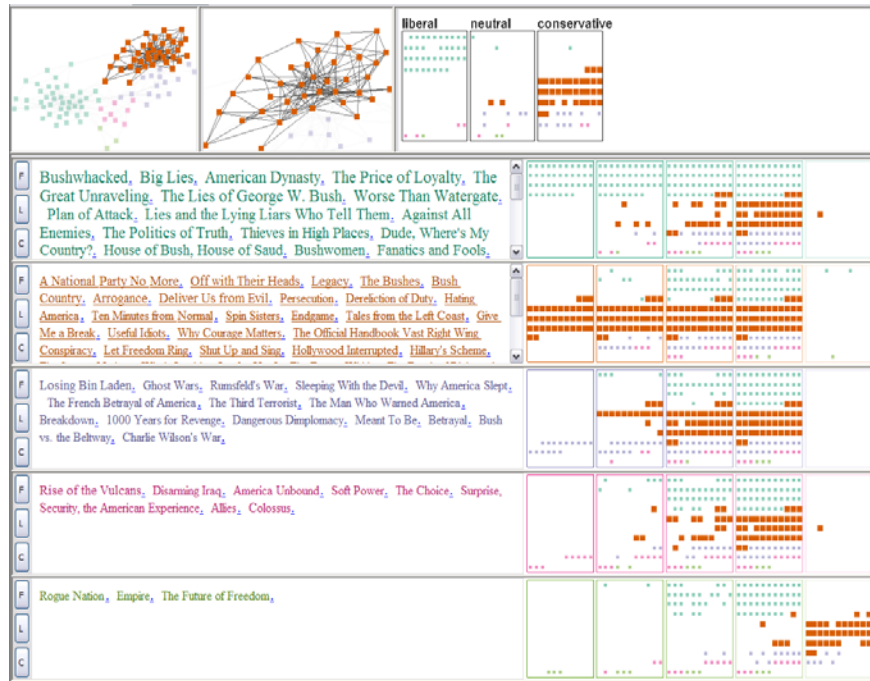 liberal neutral conservative
F
L
C
Bushwhacked, Big Lies, American Dynasty, The Price of Loyalty, The
Great Unraveling, The Lies of George W. Bush, Worse Than Watergate,
Plan of Attack, Lies and the Lying Liars Who Tell Them, Against All
Enemies, The Politics of Truth, Thieves in High Places, Dude, Where's My
Country?, House of Bush, House of Saud, Bushwomen, Fanatics and Fools,
F
L
C
A National Party No More, Off with Their Heads, Legacy, The Bushes, Bush
Country, Arrogance, Deliver Us from Evil, Persecution, Dereliction of Duty, Hating
America, Ten Minutes from Normal, Spin Sisters, Endgame, Tales from the Left Coast, Give
Me a Break, Useful Idiots, Why Courage Matters, The Official Handbook Vast Right Wing
Conspiracy, Let Freedom Ring, Shut Up and Sing, Hollywood Interrupted, Hillary's Scheme,
F
L
C
Losing Bin Laden, Ghost Wars, Rumsfeld's War, Sleeping With the Devil, Why America Slept,
The French Betrayal of America, The Third Terrorist, The Man Who Warned America,
Breakdown, 1000 Years for Revenge, Dangerous Dimplomacy, Meant To Be, Betrayal, Bush
vs. the Beltway, Charlie Wilson's War,
F
L
C
Rise of the Vulcans, Disarming Iraq, America Unbound, Soft Power, The Choice, Surprise,
Security, the American Experience, Allies, Colossus,
F
L
C
Rogue Nation, Empire, The Future of Freedom,